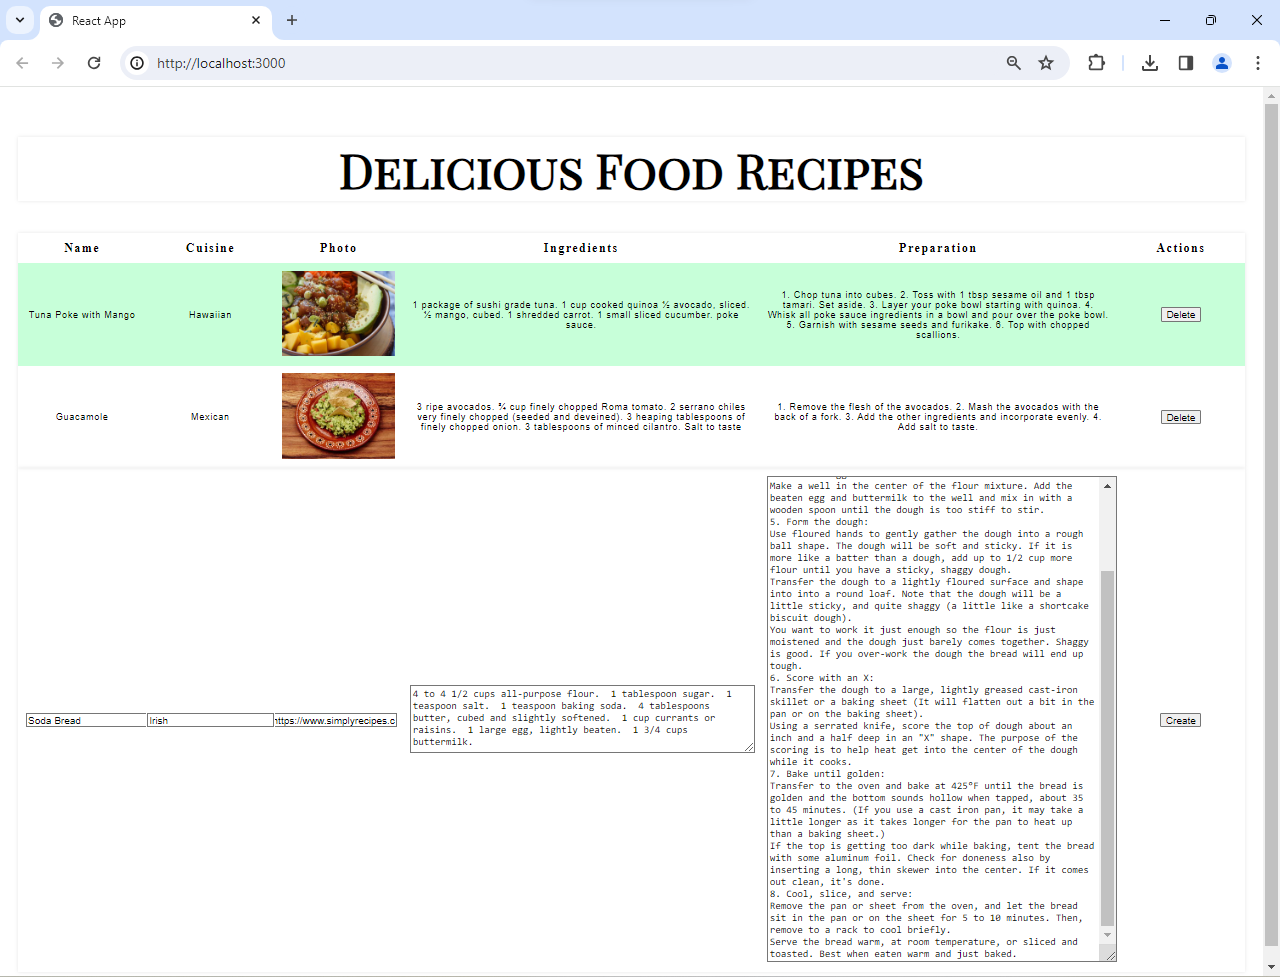 React App
http://localhost:3000
Delicious Food Recipes
Name Cuisine Photo Ingredients Preparation Actions
Tuna Poke with Mango
Hawaiian
1 package of sushi grade tuna. 1 cup cooked quinoa ½ avocado, sliced.
½ mango, cubed. 1 shredded carrot. 1 small sliced cucumber. poke
sauce.
1. Chop tuna into cubes. 2. Toss with 1 tbsp sesame oil and 1 tbsp
tamari. Set aside. 3. Layer your poke bowl starting with quinoa. 4.
Whisk all poke sauce ingredients in a bowl and pour over the poke bowl.
5. Garnish with sesame seeds and furikake. 6. Top with chopped
scallions.
Delete
Guacamole
Mexican
3 ripe avocados. ¾ cup finely chopped Roma tomato. 2 serrano chiles
very finely chopped (seeded and deveined). 3 heaping tablespoons of
finely chopped onion. 3 tablespoons of minced cilantro. Salt to taste
1. Remove the flesh of the avocados. 2. Mash the avocados with the
back of a fork. 3. Add the other ingredients and incorporate evenly. 4.
Add salt to taste.
Delete
Soda Bread
Irish
https://www.simplyrecipes.c
4 to 4 1/2 cups all-purpose flour.  1 tablespoon sugar.  1
teaspoon salt.  1 teaspoon baking soda.  4 tablespoons
butter, cubed and slightly softened.  1 cup currants or
raisins.  1 large egg, lightly beaten.  1 3/4 cups
buttermilk.
Make a well in the center of the flour mixture. Add the
beaten egg and buttermilk to the well and mix in with a
wooden spoon until the dough is too stiff to stir.
5. Form the dough:
Use floured hands to gently gather the dough into a rough
ball shape. The dough will be soft and sticky. If it is
more like a batter than a dough, add up to 1/2 cup more
flour until you have a sticky, shaggy dough.
Transfer the dough to a lightly floured surface and shape
into into a round loaf. Note that the dough will be a
little sticky, and quite shaggy (a little like a shortcake
biscuit dough).
You want to work it just enough so the flour is just
moistened and the dough just barely comes together. Shaggy
is good. If you over-work the dough the bread will end up
tough.
6. Score with an X:
Transfer the dough to a large, lightly greased cast-iron
skillet or a baking sheet (It will flatten out a bit in the
pan or on the baking sheet).
Using a serrated knife, score the top of dough about an
inch and a half deep in an "X" shape. The purpose of the
scoring is to help heat get into the center of the dough
while it cooks.
7. Bake until golden:
Transfer to the oven and bake at 425°F until the bread is
golden and the bottom sounds hollow when tapped, about 35
to 45 minutes. (If you use a cast iron pan, it may take a
little longer as it takes longer for the pan to heat up
than a baking sheet.)
If the top is getting too dark while baking, tent the bread
with some aluminum foil. Check for doneness also by
inserting a long, thin skewer into the center. If it comes
out clean, it's done.
8. Cool, slice, and serve:
Remove the pan or sheet from the oven, and let the bread
sit in the pan or on the sheet for 5 to 10 minutes. Then,
remove to a rack to cool briefly.
Serve the bread warm, at room temperature, or sliced and
toasted. Best when eaten warm and just baked.
Create